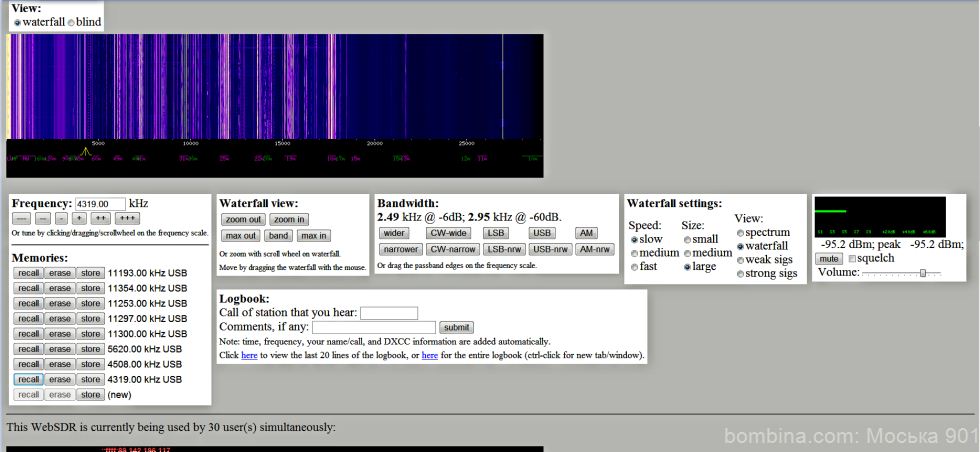 View:
waterfall blind
5000 10000 15000 20000 25000
Frequency: 4319.00 kHz
--- -- - + ++ +++
Or tune by clicking/dragging/scrollwheel on the frequency scale.
Memories:
recall erase store 11193.00 kHz USB
recall erase store 11354.00 kHz USB
recall erase store 11253.00 kHz USB
recall erase store 11297.00 kHz USB
recall erase store 11300.00 kHz USB
recall erase store 5620.00 kHz USB
recall erase store 4508.00 kHz USB
recall erase store 4319.00 kHz USB
recall erase store (new)
Waterfall view:
zoom out zoom in
max out band max in
Or zoom with scroll wheel on waterfall.
Move by dragging the waterfall with the mouse.
Bandwidth:
2.49 kHz @ -6dB; 2.95 kHz @ -60dB.
wider CW-wide LSB USB AM
narrower CW-narrow LSB-nrw USB-nrw AM-nrw
Or drag the passband edges on the frequency scale.
Waterfall settings:
Speed: Size: View:
slow small spectrum
medium medium waterfall
fast large weak sigs
strong sigs
S1 S3 S5 S7 S9 +20dB +40dB +60dB
-95.2 dBm; peak -95.2 dBm;
mute squelch
Volume:
Logbook:
Call of station that you hear:
Comments, if any: submit
Note: time, frequency, your name/call, and DXCC information are added automatically.
Click here to view the last 20 lines of the logbook, or here for the entire logbook (ctrl-click for new tab/window).
This WebSDR is currently being used by 30 user(s) simultaneously:
bombina.com: Моська 901